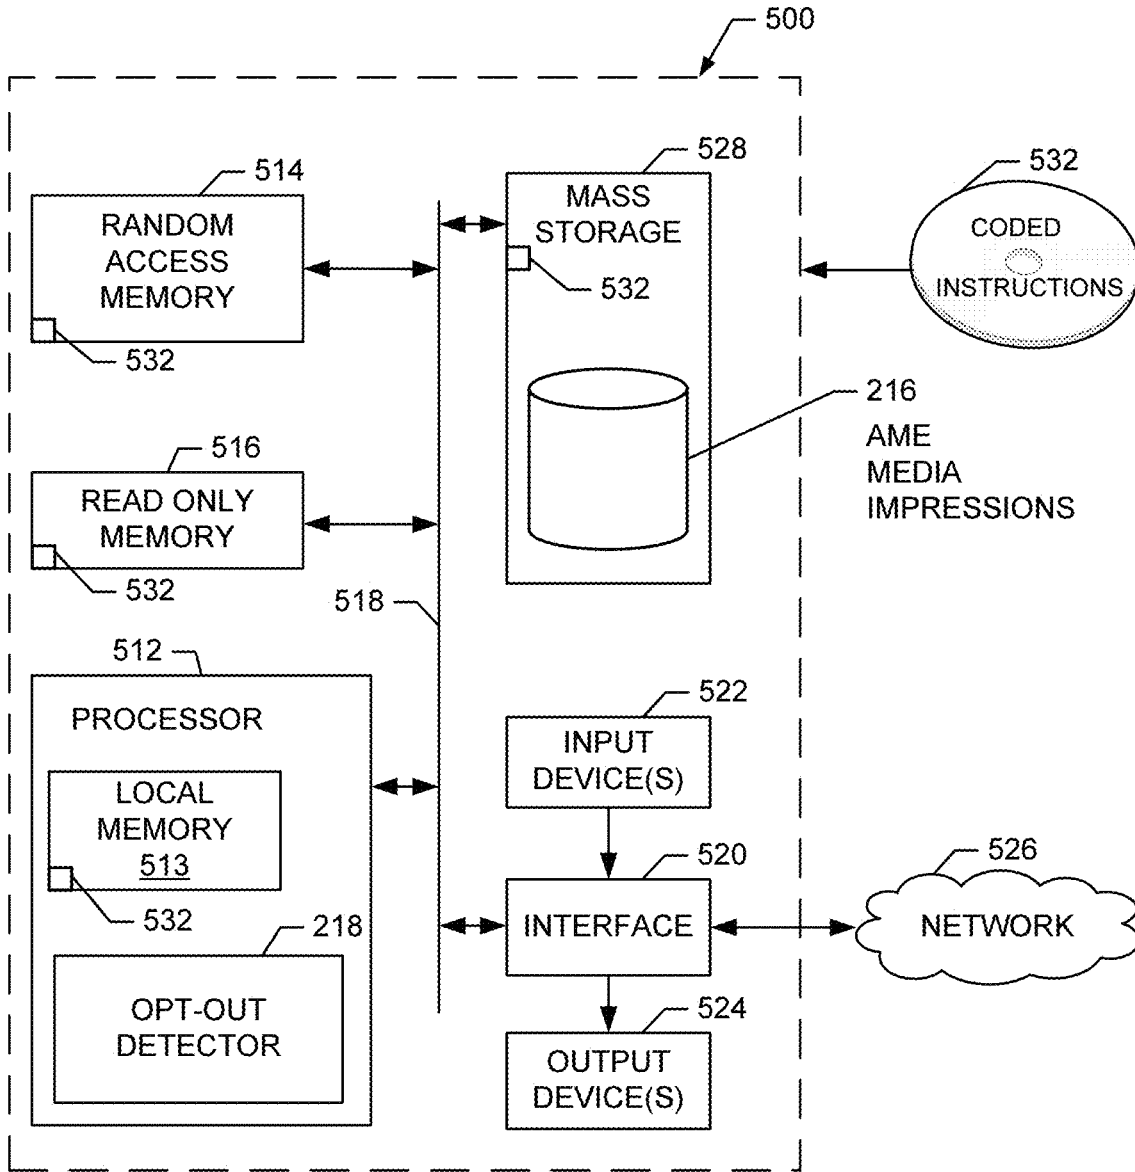 500
514
RANDOM
ACCESS
MEMORY
532
528
MASS
STORAGE
532
532
CODED
INSTRUCTIONS
216
AME
MEDIA
IMPRESSIONS
516
READ ONLY
MEMORY
532
518
512
PROCESSOR
LOCAL
MEMORY
513
532
218
OPT-OUT
DETECTOR
522
INPUT
DEVICE(S)
520
INTERFACE
526
NETWORK
524
OUTPUT
DEVICE(S)